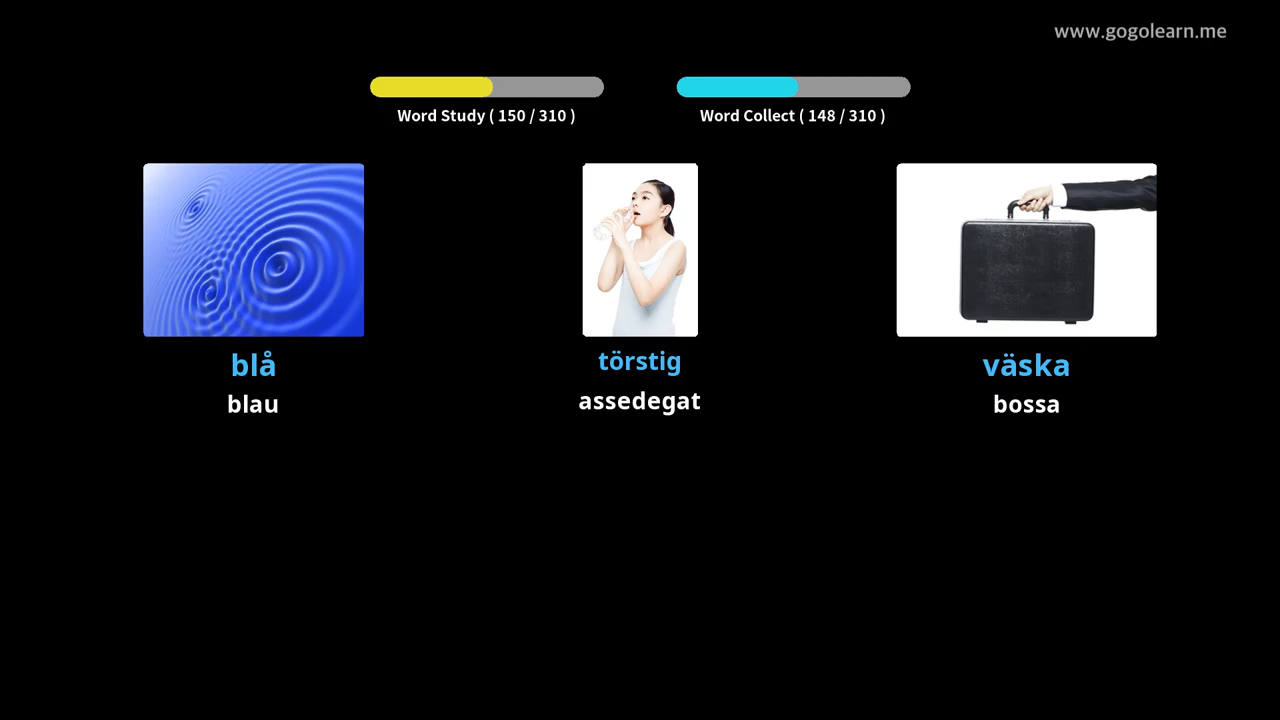 www.gogolearn.me
Word Study ( 150 / 310 )
Word Collect ( 148 / 310 )
blå
blau
törstig
assedegat
väska
bossa